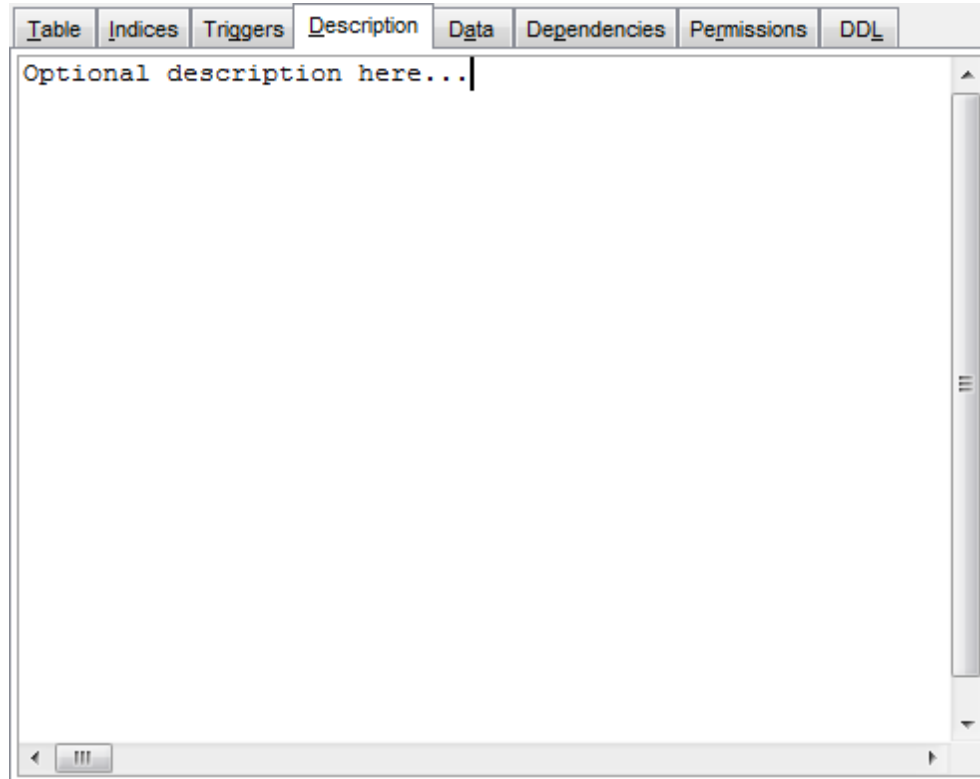 Table Indices Triggers Description Data Dependencies Permissions DDL
Optional description here...